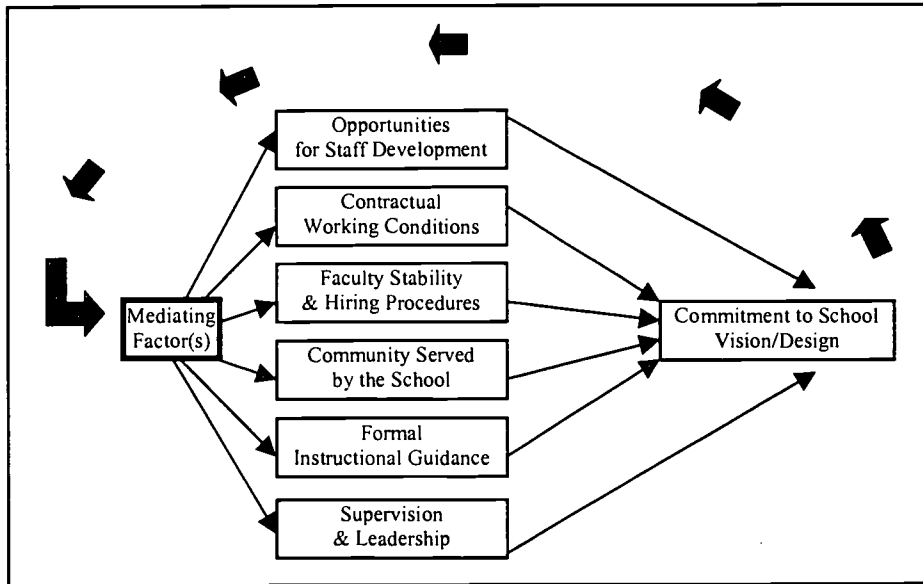 Opportunities
for Staff Development
Contractual
Working Conditions
Faculty Stability
& Hiring Procedures
Mediating
Factor(s)
Commitment to School
Vision/Design
Community Served
by the School
Formal
Instructional Guidance
Supervision
& Leadership